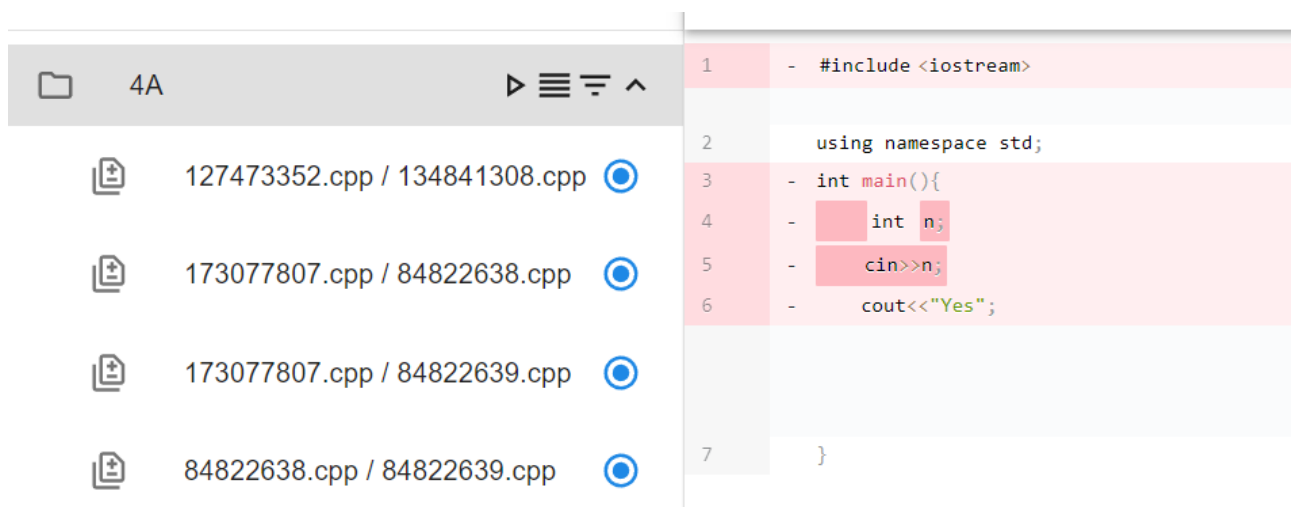 4A
127473352.cpp / 134841308.cpp
173077807.cpp / 84822638.cpp
173077807.cpp / 84822639.cpp
84822638.cpp / 84822639.cpp
1 - #include <iostream>
2 using namespace std;
3 - int main(){
4 - int n;
5 - cin>>n;
6 - cout<<"Yes";
7 }